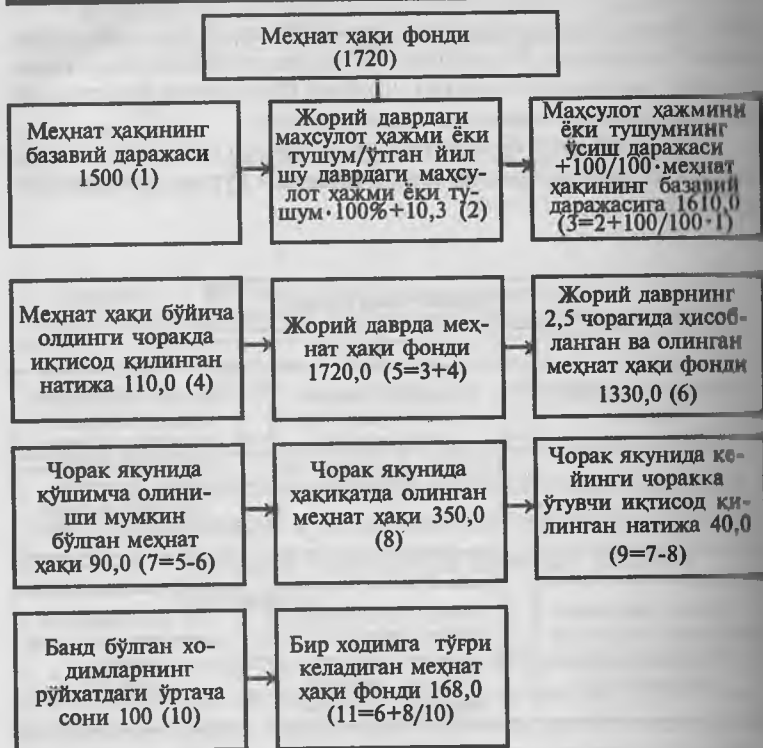 Меҳнат ҳақи фонди
(1720)
Меҳнат ҳақининг
базавий даражаси
1500 (1)
Жорий даврдаги
маҳсулот ҳажми ёки
тушум/ўтган йил
шу даврдаги маҳсу-
лот ҳажми ёки ту-
шум·100%+10,3 (2)
Маҳсулот ҳажмини
ёки тушумнинг
ўсиш даражаси
+100/100·меҳнат
ҳақининг базавий
даражасига 1610,0
(3=2+100/100·1)
Меҳнат ҳақи бўйича
олдинги чоракда
иқтисод қилинган
натижа 110,0 (4)
Жорий даврда меҳ-
нат ҳақи фонди
1720,0 (5=3+4)
Жорий даврнинг
2,5 чорагида ҳисоб-
ланган ва олинган
меҳнат ҳақи фонди
1330,0 (6)
Чорак якунида
қўшимча олини-
ши мумкин
бўлган меҳнат
ҳақи 90,0 (7=5-6)
Чорак якунида
ҳақиқатда олинган
меҳнат ҳақи 350,0
(8)
Чорак якунида ке-
йинги чоракка
ўтувчи иқтисод қи-
линган натижа 40,0
(9=7-8)
Банд бўлган хо-
димларнинг
рўйхатдаги ўртача
сони 100 (10)
Бир ходимга тўғри
келадиган меҳнат
ҳақи фонди 168,0
(11=6+8/10)